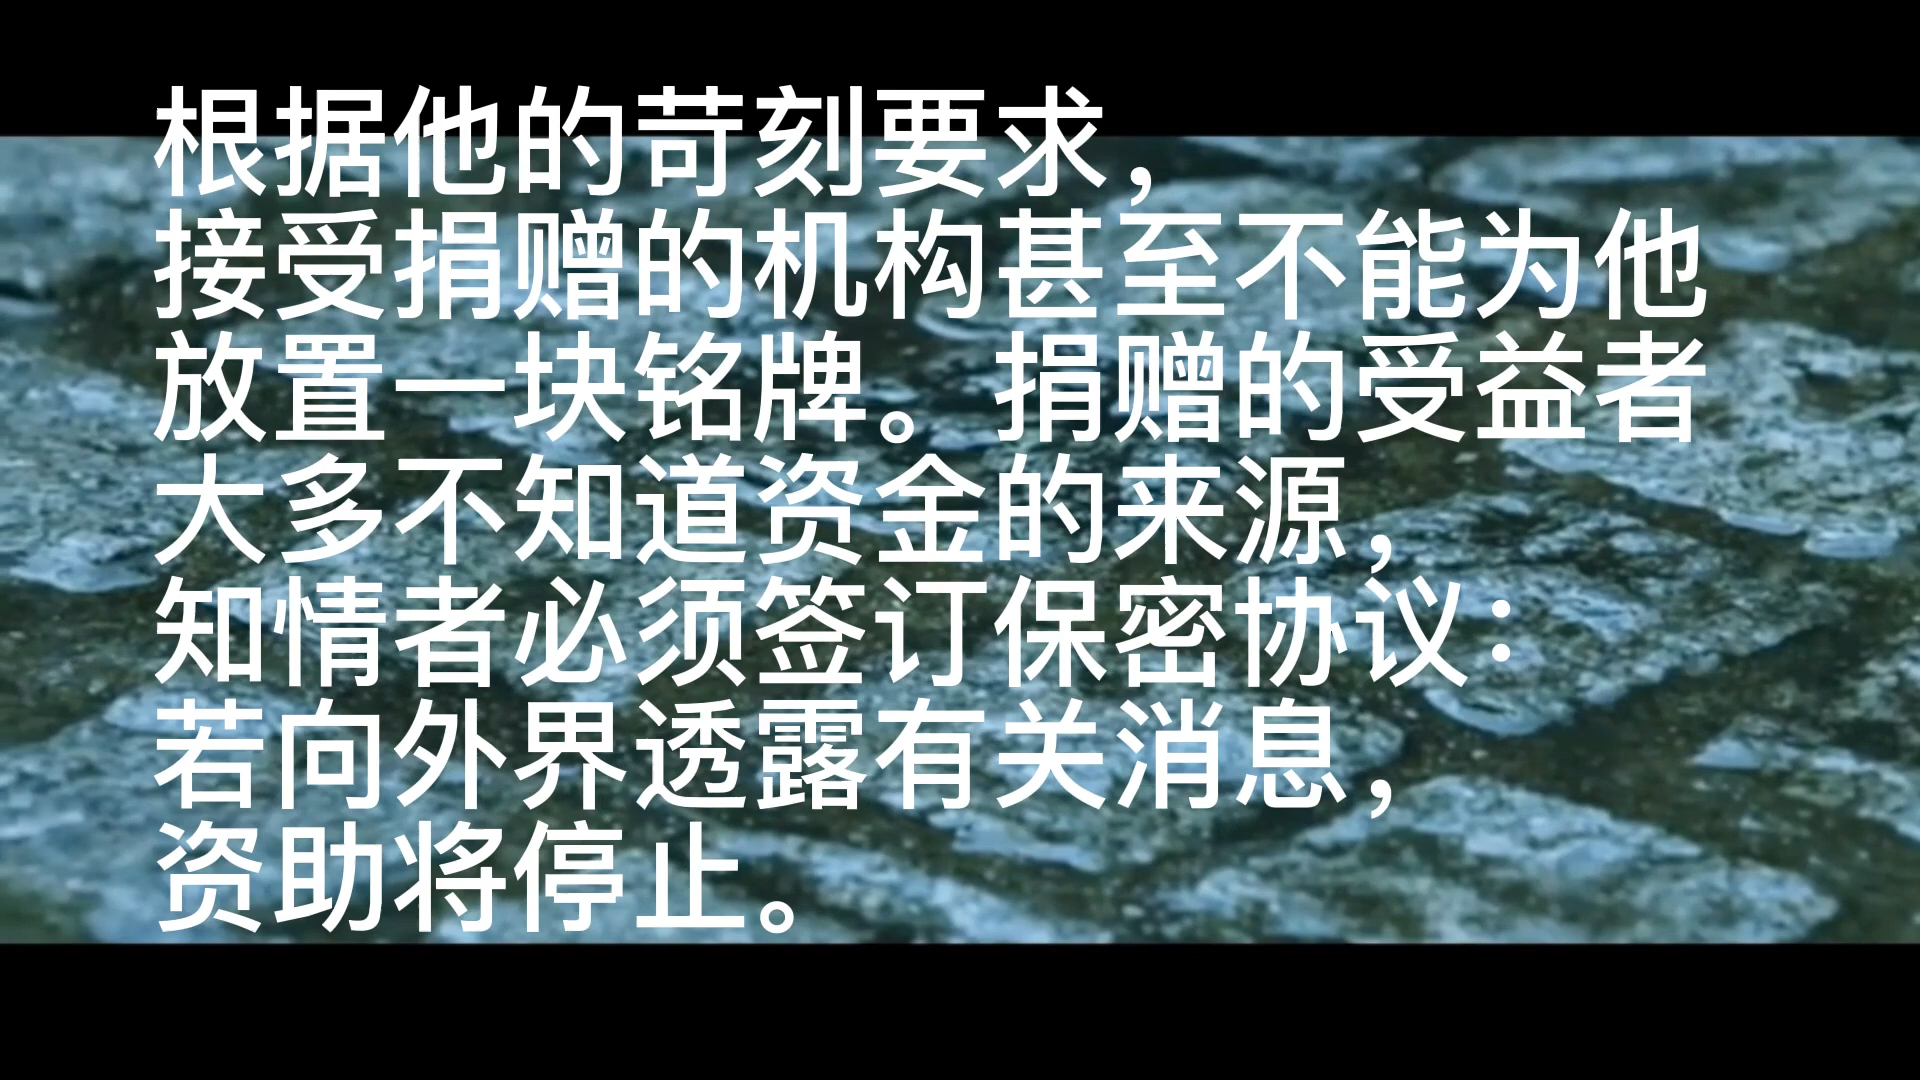 根据他的苛刻要求，
接受捐赠的机构甚至不能为他
放置一块铭牌。捐赠的受益者
大多不知道资金的来源，
知情者必须签订保密协议：
若向外界透露有关消息，
资助将停止。